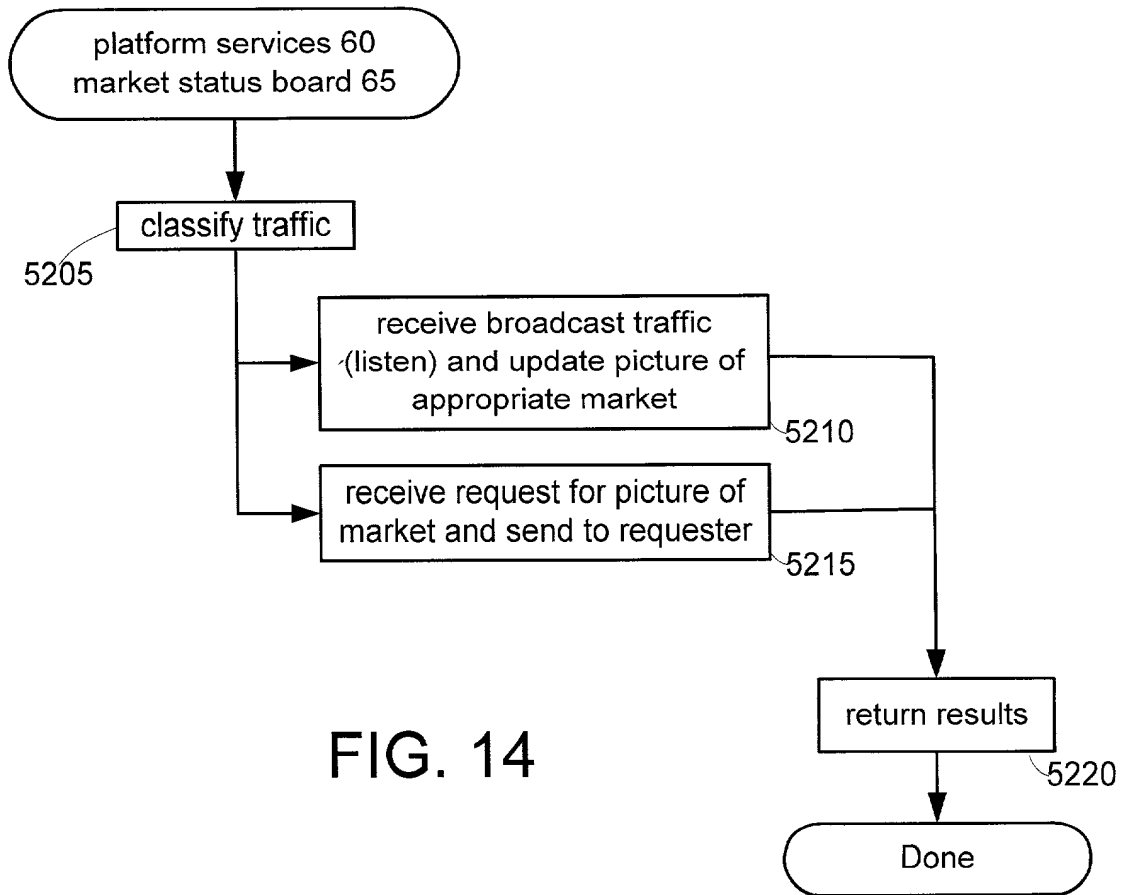 platform services 60
market status board 65
classify traffic
5205
receive broadcast traffic
(listen) and update picture of
appropriate market
5210
receive request for picture of
market and send to requester
5215
return results
5220
FIG. 14
Done